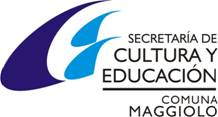 SECRETARÍA DE
CULTURA Y
EDUCACIÓN
COMUNA
MAGGIOLO